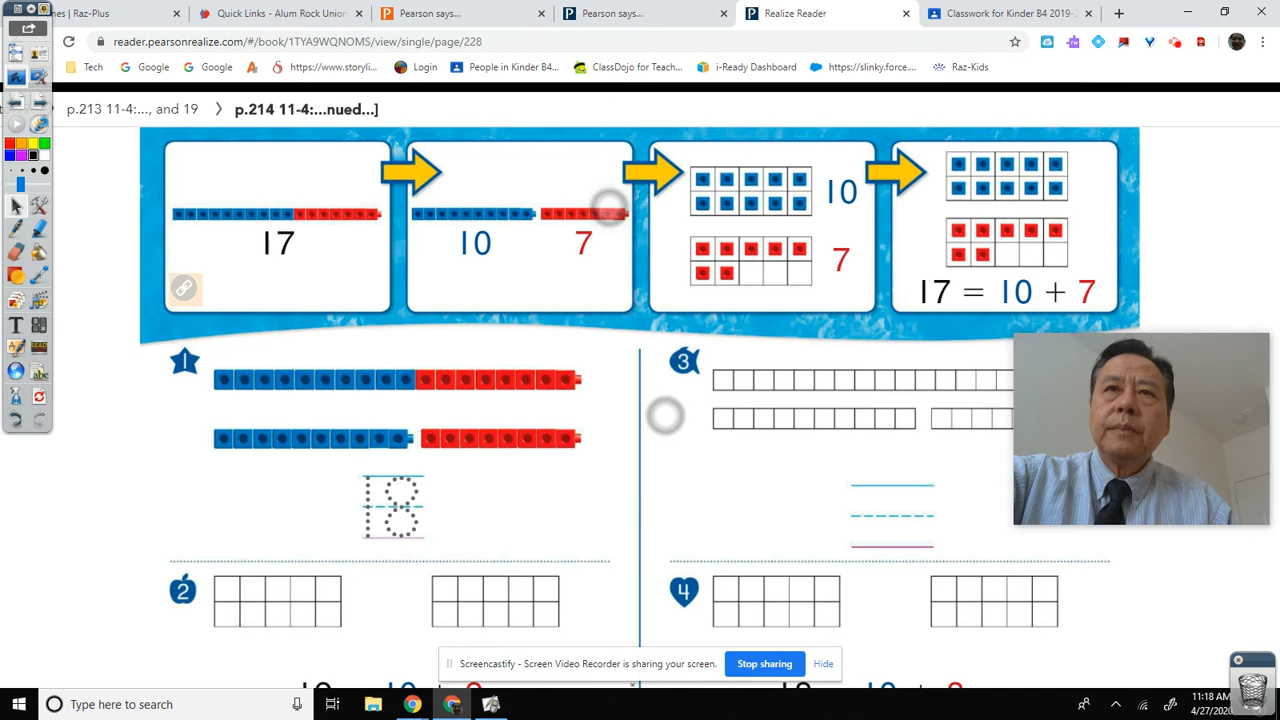 nes | Raz-Plus
Quick Links - Alum Rock Union
Pearson says...
Pearson says...
Realize Reader
Classwork for Kinder B4 2019-2
reader.pearsonrealize.com/#/book/1TYA9WQNOMS/view/single/page/228
Tech
Google
Google
https://www.storyli...
Login
People in Kinder B4...
ClassDojo for Teach...
i-Ready Dashboard
https://slinky.force....
Raz-Kids
p.213 11-4:..., and 19
p.214 11-4:...nued...]
17
10 7
10
7
17 = 10 + 7
1
18
3
2
4
Screencastify - Screen Video Recorder is sharing your screen.
Stop sharing
Hide
Type here to search
11:18 AM
4/27/2020